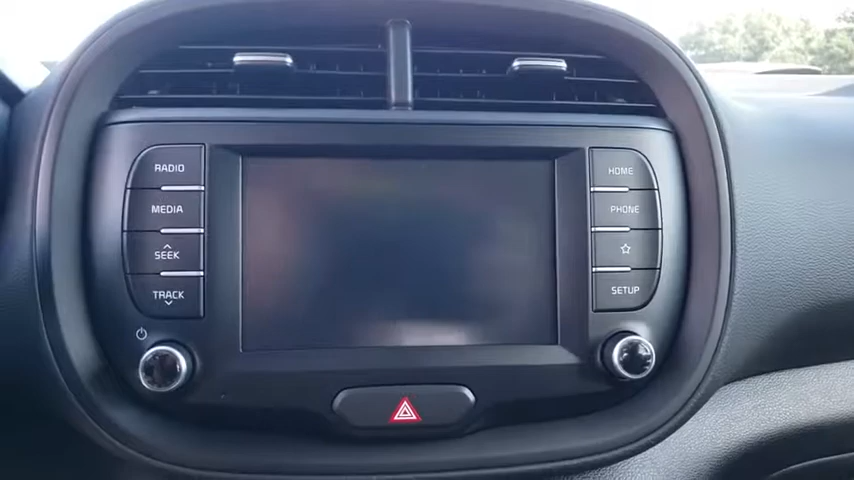 RADIO
MEDIA
SEEK
TRACK
HOME
PHONE
SETUP